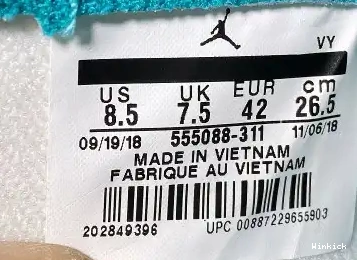 VY
US UK EUR cm
8.5 7.5 42 26.5
09/19/18 555088-311 11/06/18
MADE IN VIETNAM
FABRIQUE AU VIETNAM
202849396 UPC 00887229655903
Winkick